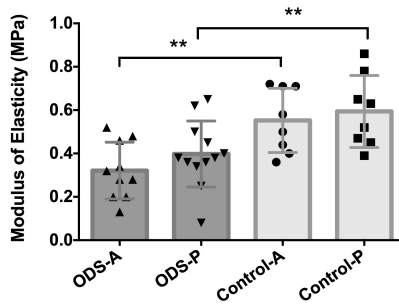 Modulus of Elasticity (MPa)
1.0
0.8
0.6
0.4
0.2
0.0
**
**
ODS-A
ODS-P
Control-A
Control-P